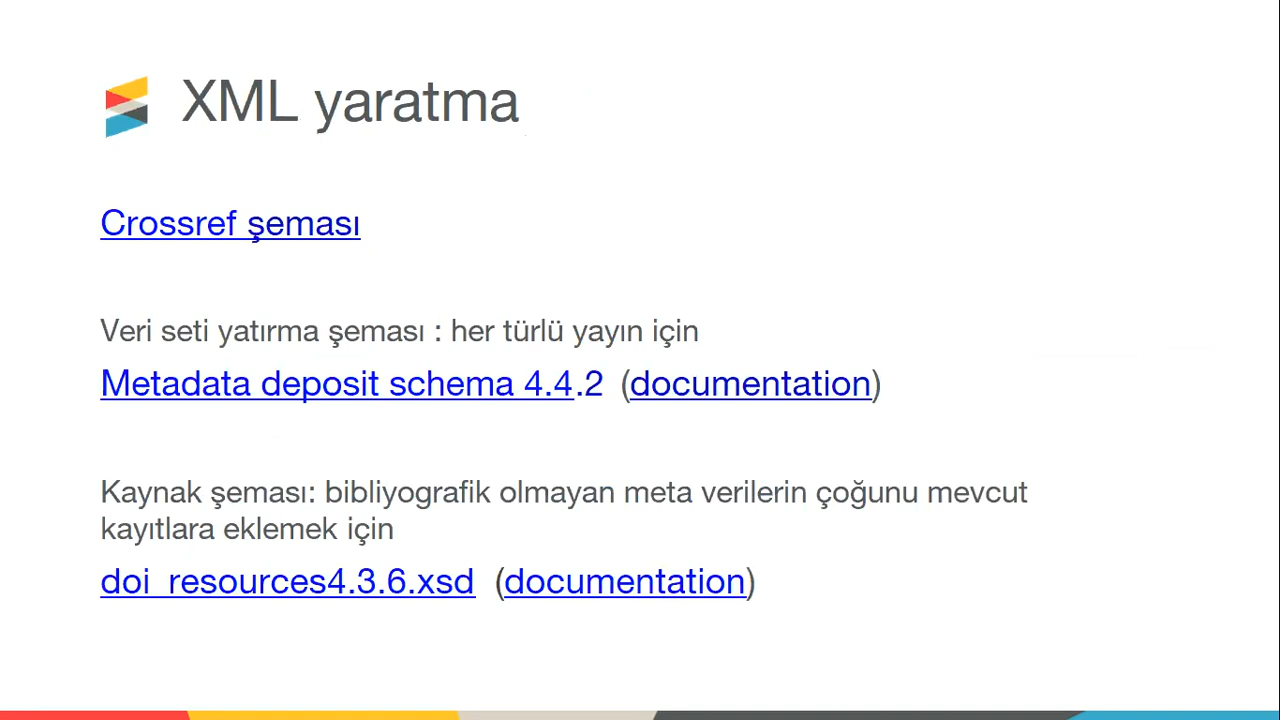 XML yaratma
Crossref şeması
Veri seti yatırma şeması : her türlü yayın için
Metadata deposit schema 4.4.2 (documentation)
Kaynak şeması: bibliyografik olmayan meta verilerin çoğunu mevcut
kayıtlara eklemek için
doi_resources4.3.6.xsd (documentation)